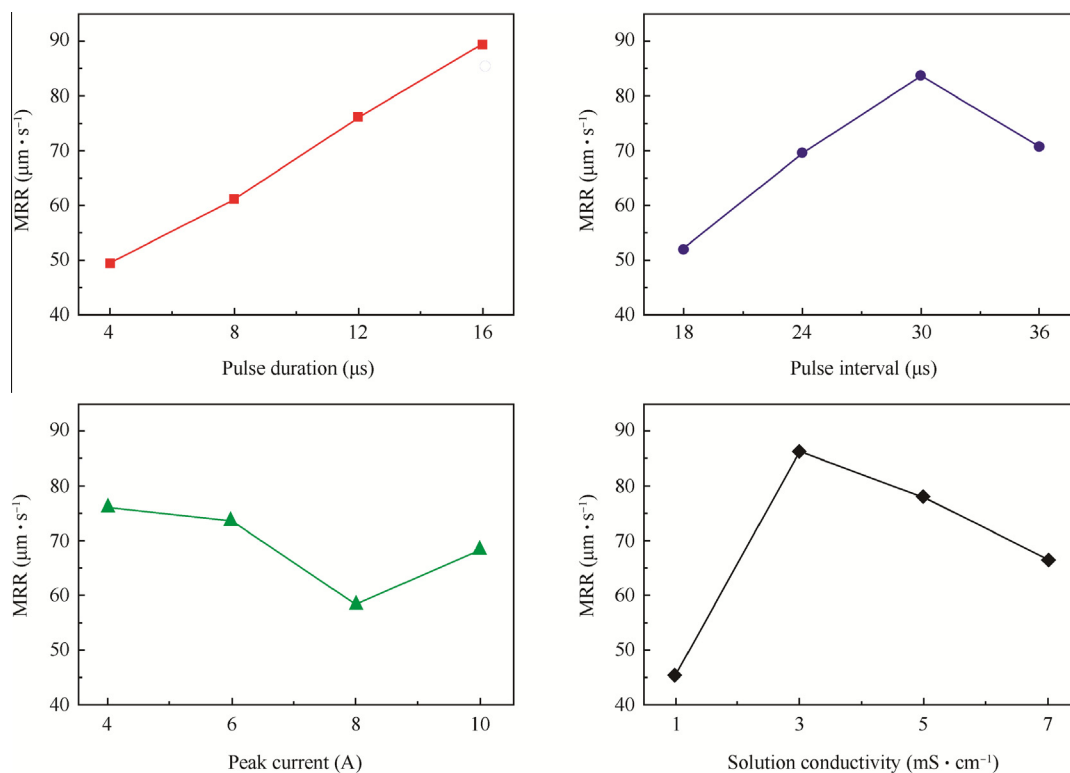 90
80
70
60
50
40
MRR (μm · s⁻¹)
4 8 12 16
Pulse duration (μs)
90
80
70
60
50
40
MRR (μm · s⁻¹)
18 24 30 36
Pulse interval (μs)
90
80
70
60
50
40
MRR (μm · s⁻¹)
4 6 8 10
Peak current (A)
90
80
70
60
50
40
MRR (μm · s⁻¹)
1 3 5 7
Solution conductivity (mS · cm⁻¹)